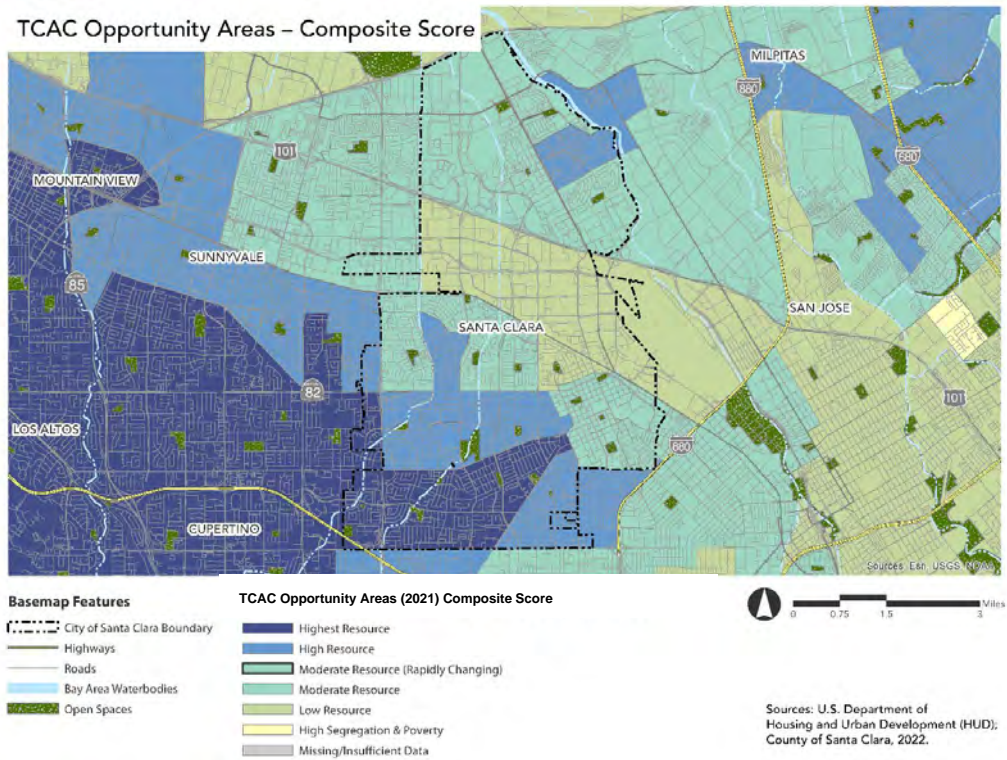 TCAC Opportunity Areas – Composite Score
MILPITAS
880
101
680
MOUNTAIN VIEW
SUNNYVALE
85
SANTA CLARA
SAN JOSE
82
101
LOS ALTOS
680
CUPERTINO
Sources: Esri, USGS, NOAA
Basemap Features
City of Santa Clara Boundary
Highways
Roads
Bay Area Waterbodies
Open Spaces
TCAC Opportunity Areas (2021) Composite Score
Highest Resource
High Resource
Moderate Resource (Rapidly Changing)
Moderate Resource
Low Resource
High Segregation & Poverty
Missing/Insufficient Data
0 0.75 1.5 3 Miles
Sources: U.S. Department of
Housing and Urban Development (HUD);
County of Santa Clara, 2022.